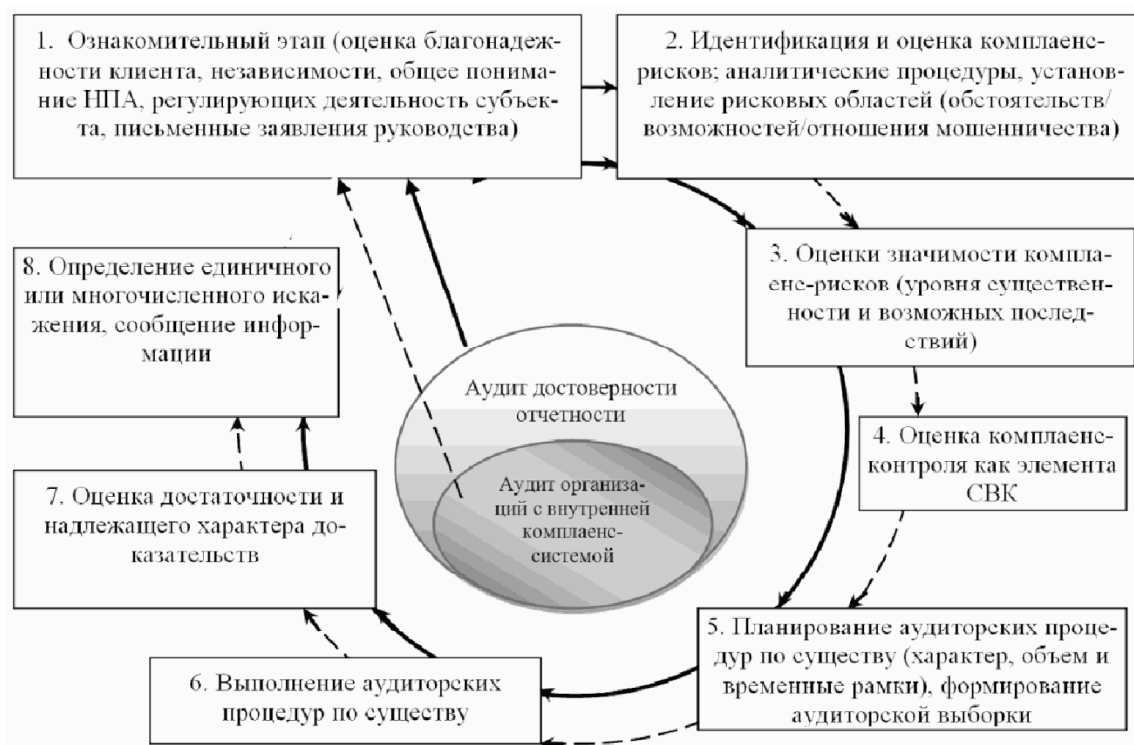 1. Ознакомительный этап (оценка благонадеж-
ности клиента, независимости, общее понима-
ние НПА, регулирующих деятельность субъек-
та, письменные заявления руководства)
2. Идентификация и оценка комплаенс-
рисков; аналитические процедуры, установ-
ление рисковых областей (обстоятельств/
возможностей/отношения мошенничества)
3. Оценки значимости компла-
енс-рисков (уровня существен-
ности и возможных послед-
ствий)
4. Оценка комплаенс-
контроля как элемента
СВК
5. Планирование аудиторских проце-
дур по существу (характер, объем и
временные рамки), формирование
аудиторской выборки
6. Выполнение аудиторских
процедур по существу
7. Оценка достаточности и
надлежащего характера до-
казательств
8. Определение единичного
или многочисленного иска-
жения, сообщение инфор-
мации
Аудит достоверности
отчетности
Аудит организа-
ций с внутренней
комплаенс-
системой